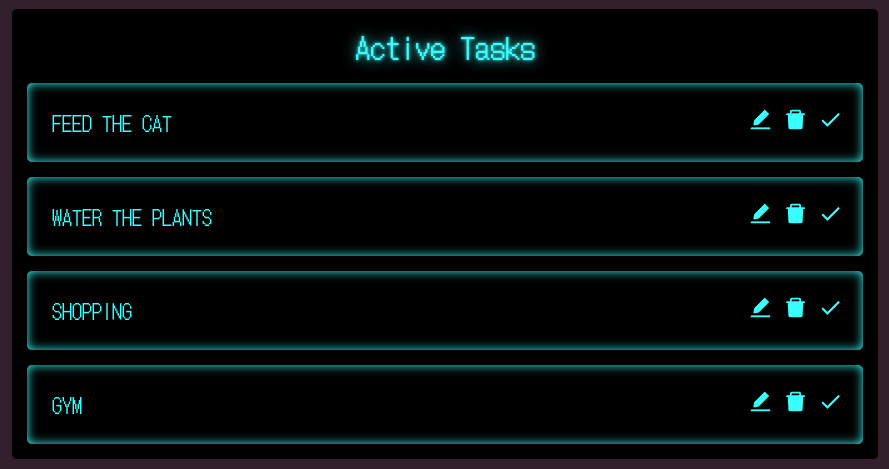 Active Tasks
FEED THE CAT
WATER THE PLANTS
SHOPPING
GYM